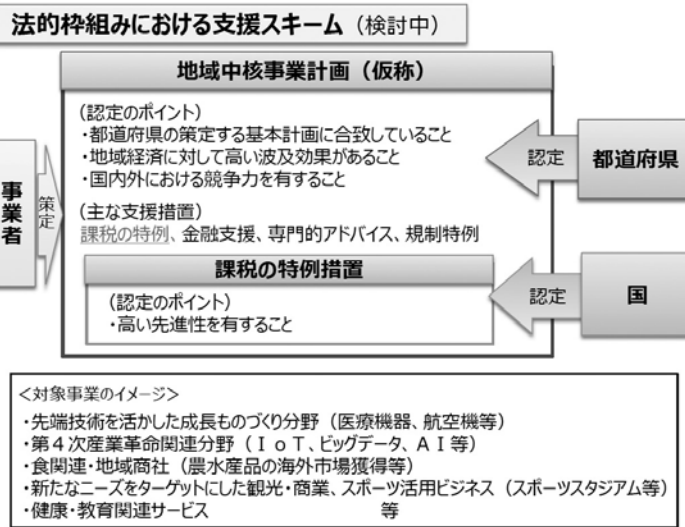 法的枠組みにおける支援スキーム（検討中）
地域中核事業計画（仮称）
（認定のポイント）
・都道府県の策定する基本計画に合致していること
・地域経済に対して高い波及効果があること
・国内外における競争力を有すること
（主な支援措置）
課税の特例、金融支援、専門的アドバイス、規制特例
事業者
策定
認定
都道府県
課税の特例措置
（認定のポイント）
・高い先進性を有すること
認定
国
＜対象事業のイメージ＞
・先端技術を活かした成長ものづくり分野（医療機器、航空機等）
・第４次産業革命関連分野（ＩｏＴ、ビッグデータ、ＡＩ等）
・食関連・地域商社（農水産品の海外市場獲得等）
・新たなニーズをターゲットにした観光・商業、スポーツ活用ビジネス（スポーツスタジアム等）
・健康・教育関連サービス　　　　　　　　等